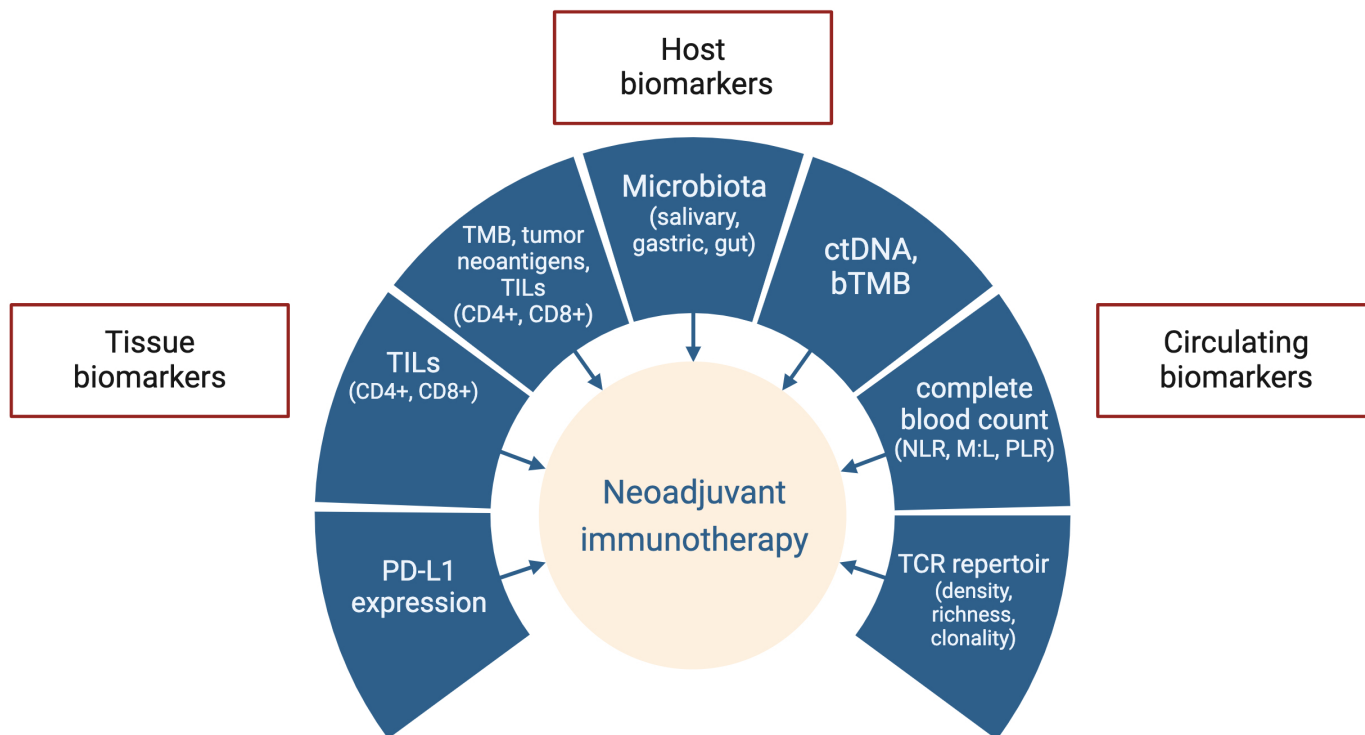 Host
biomarkers
Tissue
biomarkers
Circulating
biomarkers
PD-L1
expression
TILs
(CD4+, CD8+)
TMB, tumor
neoantigens,
TILs
(CD4+, CD8+)
Microbiota
(salivary,
gastric, gut)
ctDNA,
bTMB
complete
blood count
(NLR, M:L, PLR)
TCR repertoir
(density,
richness,
clonality)
Neoadjuvant
immunotherapy